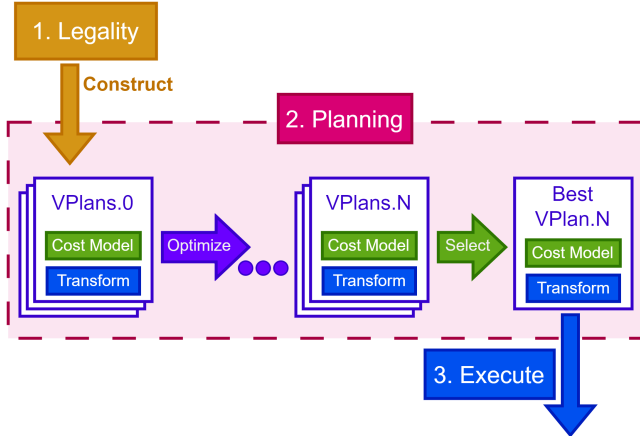 1. Legality
Construct
2. Planning
VPlans.0
Cost Model
Transform
Optimize
VPlans.N
Cost Model
Transform
Select
Best
VPlan.N
Cost Model
Transform
3. Execute